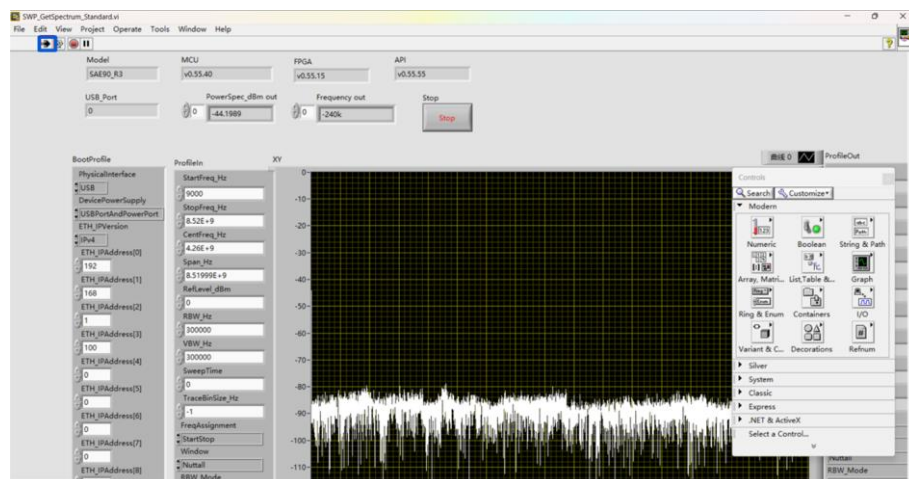 SWP_GetSpectrum_Standard.vi
File Edit View Project Operate Tools Window Help
Model MCU FPGA API
SAE90_R3 v0.55.40 v0.55.15 v0.55.55
USB_Port PowerSpec_dBm out Frequency out Stop
0 0 -44.1989 0 -240k Stop
BootProfile ProfileIn XY 曲线 0 ProfileOut
PhysicalInterface
USB
DevicePowerSupply
USBPortAndPowerPort
ETH_IPVersion
IPv4
ETH_IPAddress[0]
192
ETH_IPAddress[1]
168
ETH_IPAddress[2]
1
ETH_IPAddress[3]
100
ETH_IPAddress[4]
0
ETH_IPAddress[5]
0
ETH_IPAddress[6]
0
ETH_IPAddress[7]
0
ETH_IPAddress[8]
StartFreq_Hz
9000
StopFreq_Hz
8.52E+9
CentFreq_Hz
4.26E+9
Span_Hz
8.51999E+9
RefLevel_dBm
0
RBW_Hz
300000
VBW_Hz
300000
SweepTime
0
TraceBinSize_Hz
-1
FreqAssignment
StartStop
Window
Nuttall
RBW_Mode
0
-10
-20
-30
-40
-50
-60
-70
-80
-90
-100
-110
Controls
Search Customize
Modern
Numeric Boolean String & Path
Array, Matri... List,Table &... Graph
Ring & Enum Containers I/O
Variant & C... Decorations Refnum
Silver
System
Classic
Express
.NET & ActiveX
Select a Control...
Nuttall
RBW_Mode